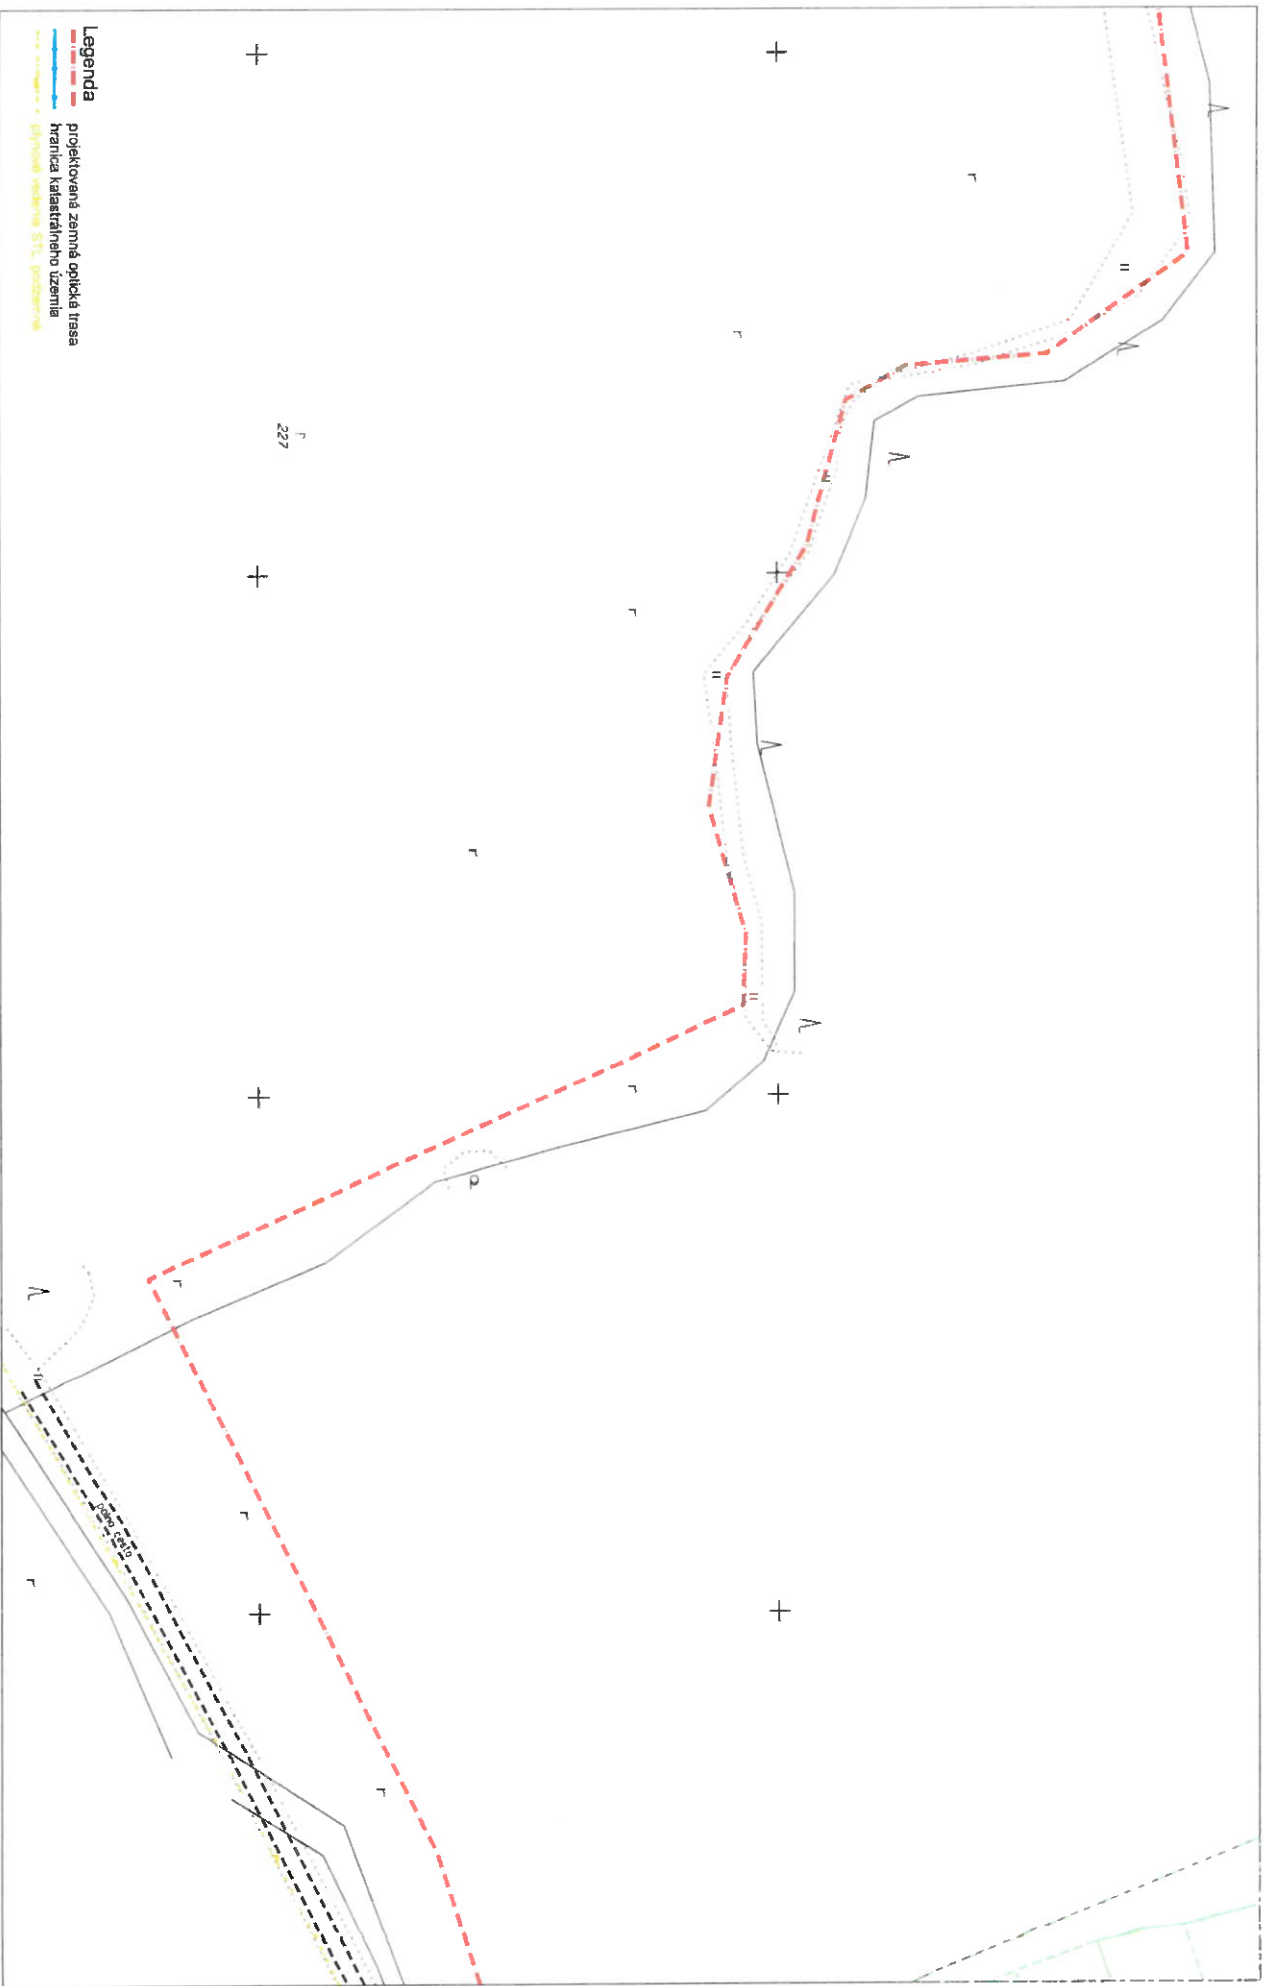 Legenda
projektovaná zemná optická trasa
hranica katastrálneho územia
plynové vedenie STL podzemné
227
poľná cesta